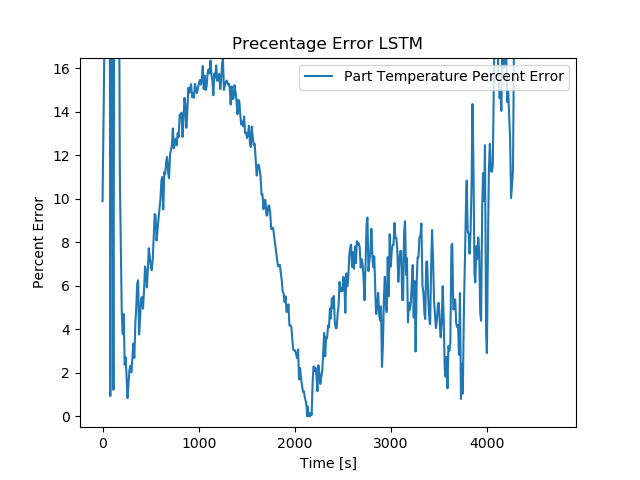 Precentage Error LSTM
Part Temperature Percent Error
Percent Error
16
14
12
10
8
6
4
2
0
0 1000 2000 3000 4000
Time [s]